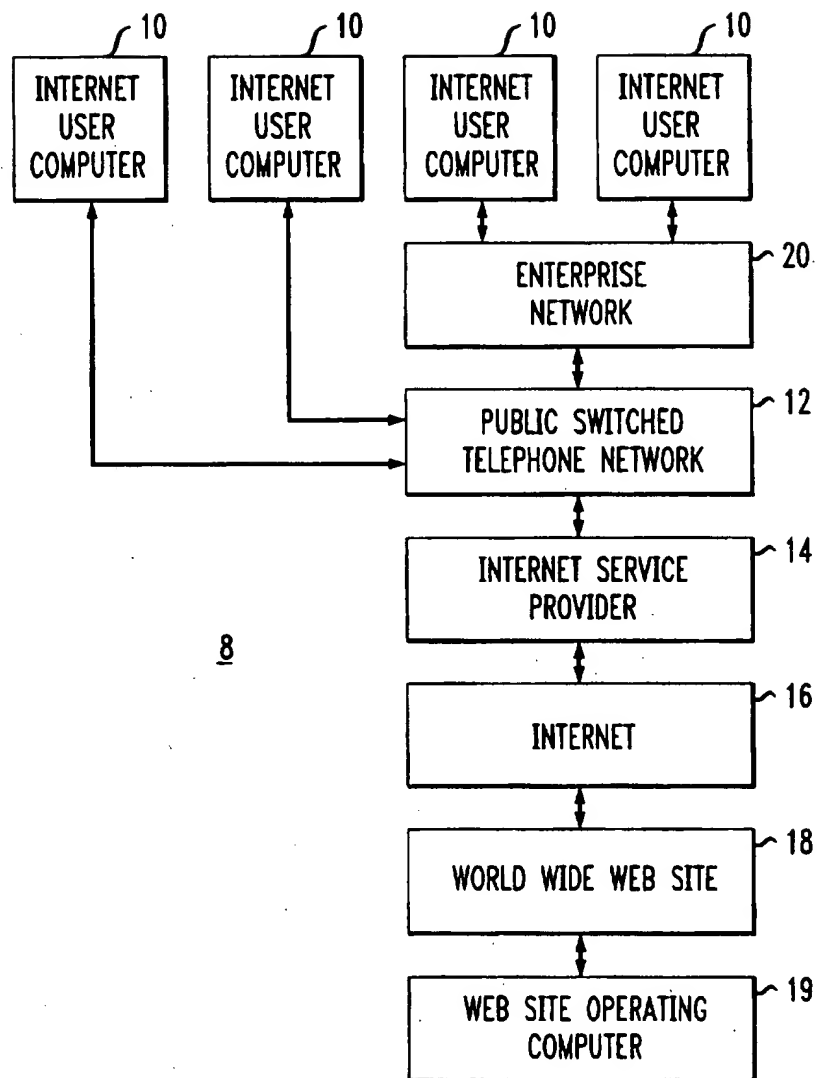 10 10 10 10
INTERNET USER COMPUTER
INTERNET USER COMPUTER
INTERNET USER COMPUTER
INTERNET USER COMPUTER
20
ENTERPRISE
NETWORK
12
PUBLIC SWITCHED
TELEPHONE NETWORK
14
INTERNET SERVICE
PROVIDER
8
16
INTERNET
18
WORLD WIDE WEB SITE
19
WEB SITE OPERATING
COMPUTER